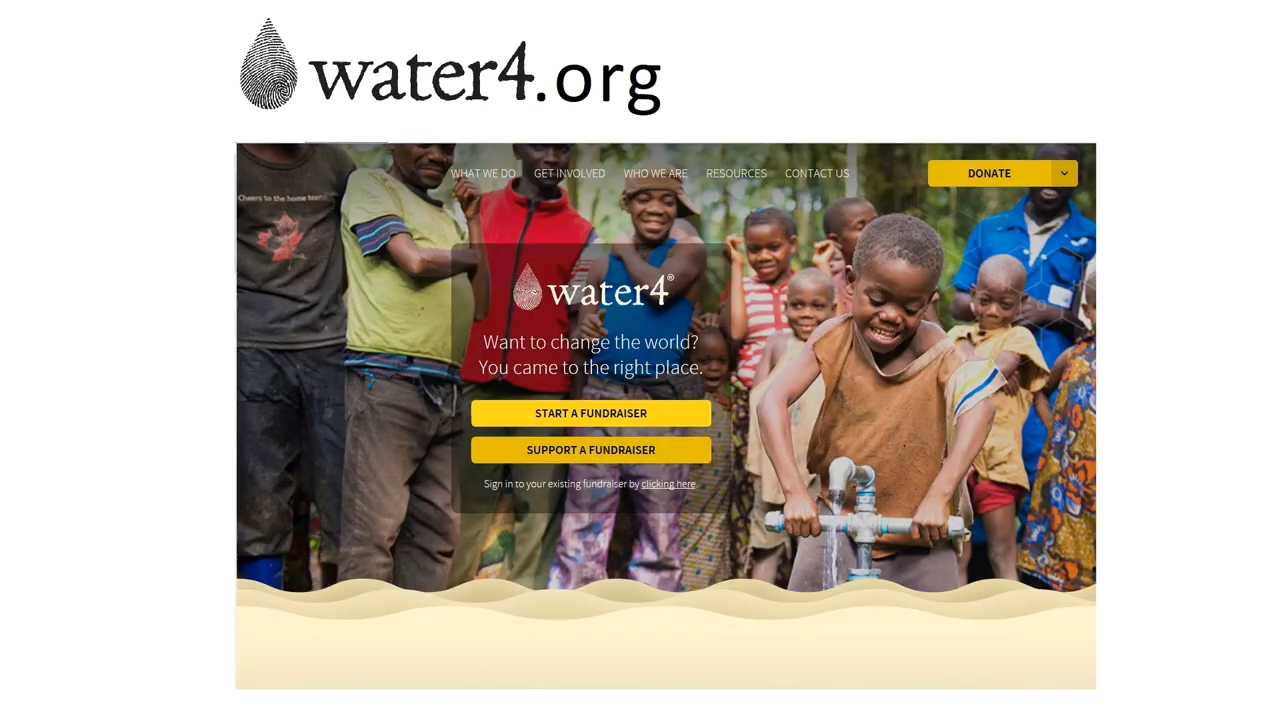 water4.org
WHAT WE DO GET INVOLVED WHO WE ARE RESOURCES CONTACT US DONATE
Cheers to the home team!
water4®
Want to change the world?
You came to the right place.
START A FUNDRAISER
SUPPORT A FUNDRAISER
Sign in to your existing fundraiser by clicking here.